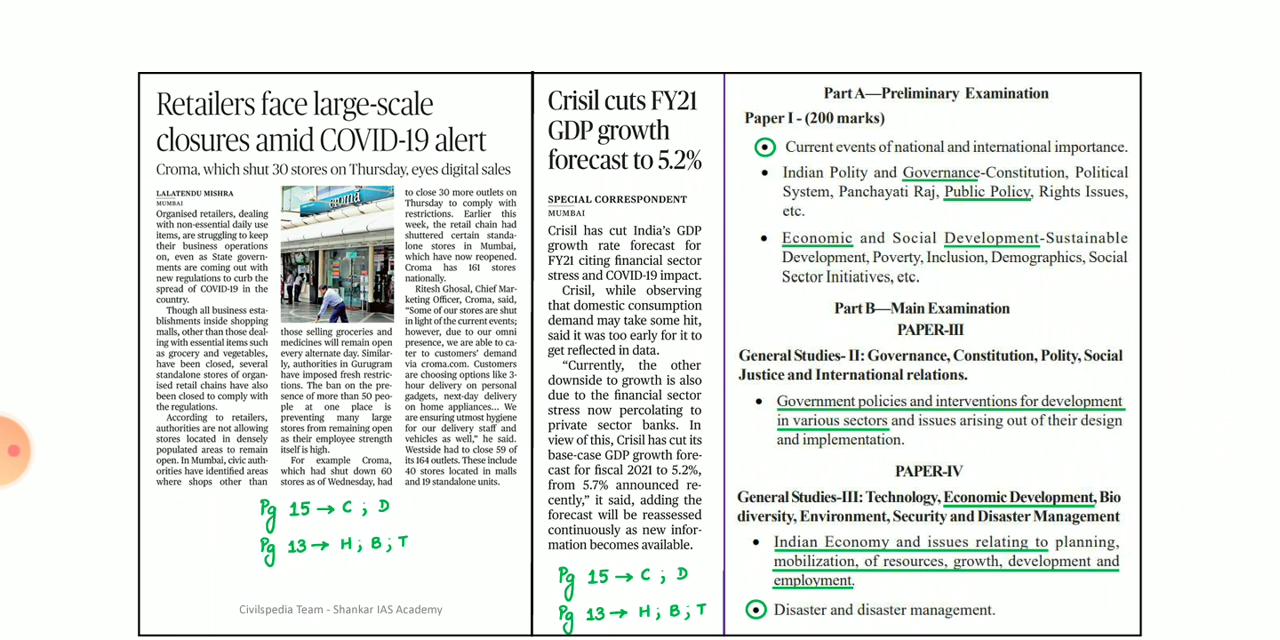 Retailers face large-scale
closures amid COVID-19 alert
Croma, which shut 30 stores on Thursday, eyes digital sales
LALATENDU MISHRA
MUMBAI
Organised retailers, dealing
with non-essential daily use
items, are struggling to keep
their business operations
on, even as State govern-
ments are coming out with
new regulations to curb the
spread of COVID-19 in the
country.
Though all business esta-
blishments inside shopping
malls, other than those deal-
ing with essential items such
as grocery and vegetables,
have been closed, several
standalone stores of organ-
ised retail chains have also
been closed to comply with
the regulations.
According to retailers,
authorities are not allowing
stores located in densely
populated areas to remain
open. In Mumbai, civic auth-
orities have identified areas
where shops other than
croma
those selling groceries and
medicines will remain open
every alternate day. Similar-
ly, authorities in Gurugram
have imposed fresh restric-
tions. The ban on the pre-
sence of more than 50 peo-
ple at one place is
preventing many large
stores from remaining open
as their employee strength
itself is high.
For example Croma,
which had shut down 60
stores as of Wednesday, had
to close 30 more outlets on
Thursday to comply with
restrictions. Earlier this
week, the retail chain had
shuttered certain standa-
lone stores in Mumbai,
which have now reopened.
Croma has 161 stores
nationally.
Ritesh Ghosal, Chief Mar-
keting Officer, Croma, said,
“Some of our stores are shut
in light of the current events;
however, due to our omni
presence, we are able to ca-
ter to customers’ demand
via croma.com. Customers
are choosing options like 3-
hour delivery on personal
gadgets, next-day delivery
on home appliances... We
are ensuring utmost hygiene
for our delivery staff and
vehicles as well,” he said.
Westside had to close 59 of
its 164 outlets. These include
40 stores located in malls
and 19 standalone units.
Pg 15 → C ; D
Pg 13 → H ; B ; T
Civilspedia Team - Shankar IAS Academy
Crisil cuts FY21
GDP growth
forecast to 5.2%
SPECIAL CORRESPONDENT
MUMBAI
Crisil has cut India’s GDP
growth rate forecast for
FY21 citing financial sector
stress and COVID-19 impact.
Crisil, while observing
that domestic consumption
demand may take some hit,
said it was too early for it to
get reflected in data.
“Currently, the other
downside to growth is also
due to the financial sector
stress now percolating to
private sector banks. In
view of this, Crisil has cut its
base-case GDP growth fore-
cast for fiscal 2021 to 5.2%,
from 5.7% announced re-
cently,” it said, adding the
forecast will be reassessed
continuously as new infor-
mation becomes available.
Pg 15 → C ; D
Pg 13 → H ; B ; T
Part A—Preliminary Examination
Paper I - (200 marks)
• Current events of national and international importance.
• Indian Polity and Governance-Constitution, Political
System, Panchayati Raj, Public Policy, Rights Issues,
etc.
• Economic and Social Development-Sustainable
Development, Poverty, Inclusion, Demographics, Social
Sector Initiatives, etc.
Part B—Main Examination
PAPER-III
General Studies- II: Governance, Constitution, Polity, Social
Justice and International relations.
• Government policies and interventions for development
in various sectors and issues arising out of their design
and implementation.
PAPER-IV
General Studies-III: Technology, Economic Development, Bio
diversity, Environment, Security and Disaster Management
• Indian Economy and issues relating to planning,
mobilization, of resources, growth, development and
employment.
• Disaster and disaster management.